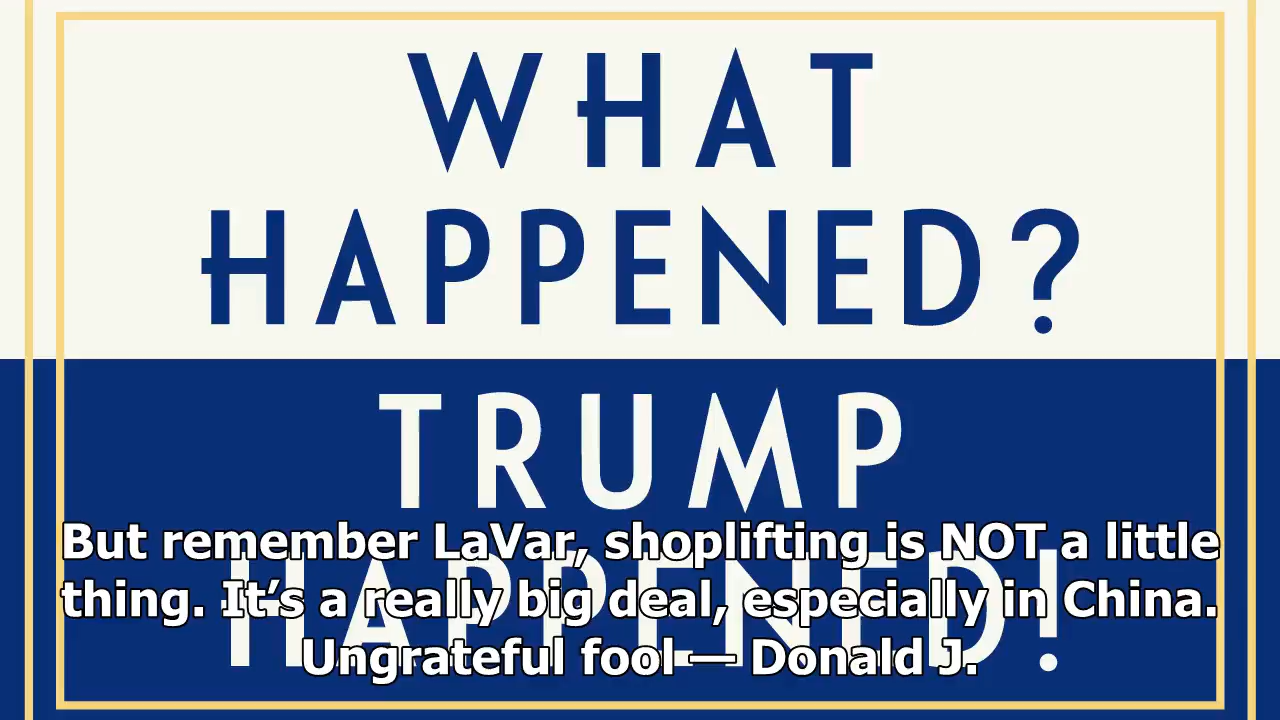 WHAT
HAPPENED?
TRUMP
HAPPENED!
But remember LaVar, shoplifting is NOT a little
thing. It’s a really big deal, especially in China.
Ungrateful fool — Donald J.